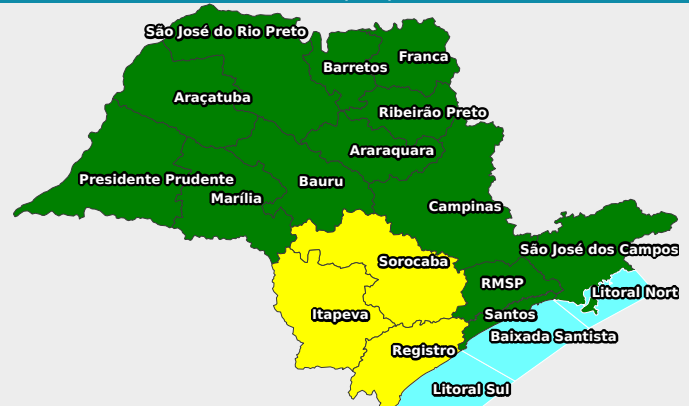 São José do Rio Preto
Franca
Barretos
Araçatuba
Ribeirão Preto
Araraquara
Presidente Prudente
Bauru
Marília
Campinas
São José dos Campos
Sorocaba
RMSP
Litoral Nort
Itapeva
Santos
Baixada Santista
Registro
Litoral Sul